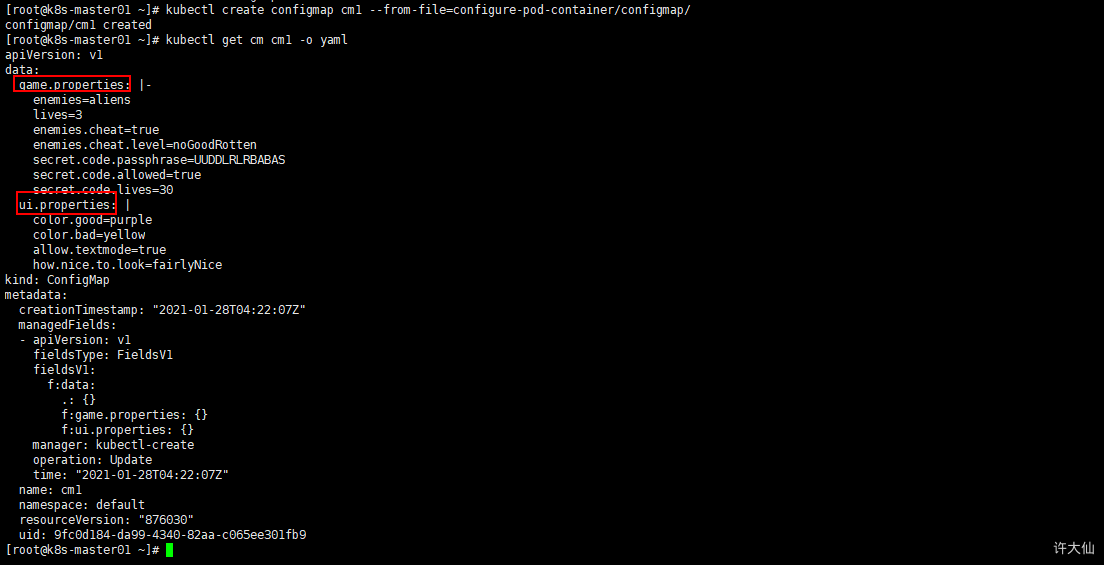 [root@k8s-master01 ~]# kubectl create configmap cm1 --from-file=configure-pod-container/configmap/
configmap/cm1 created
[root@k8s-master01 ~]# kubectl get cm cm1 -o yaml
apiVersion: v1
data:
  game.properties: |-
    enemies=aliens
    lives=3
    enemies.cheat=true
    enemies.cheat.level=noGoodRotten
    secret.code.passphrase=UUDDLRLRBABAS
    secret.code.allowed=true
    secret.code.lives=30
  ui.properties: |
    color.good=purple
    color.bad=yellow
    allow.textmode=true
    how.nice.to.look=fairlyNice
kind: ConfigMap
metadata:
  creationTimestamp: "2021-01-28T04:22:07Z"
  managedFields:
  - apiVersion: v1
    fieldsType: FieldsV1
    fieldsV1:
      f:data:
        .: {}
        f:game.properties: {}
        f:ui.properties: {}
    manager: kubectl-create
    operation: Update
    time: "2021-01-28T04:22:07Z"
  name: cm1
  namespace: default
  resourceVersion: "876030"
  uid: 9fc0d184-da99-4340-82aa-c065ee301fb9
[root@k8s-master01 ~]#
许大仙